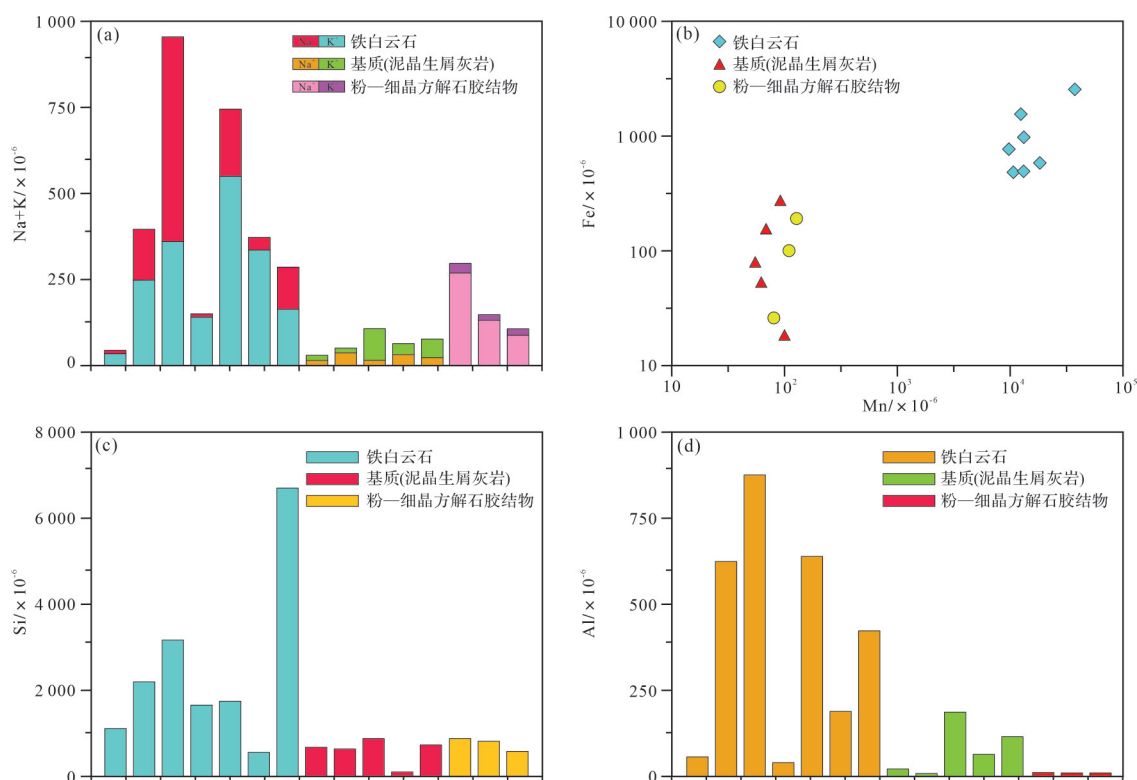 (a)
1 000
750
500
250
0
Na+K/×10⁻⁶
Na⁺ K⁺ 铁白云石
Na⁺ K⁺ 基质(泥晶生屑灰岩)
Na⁺ K⁺ 粉—细晶方解石胶结物
(b)
10 000
1 000
100
10
Fe/×10⁻⁶
铁白云石
基质(泥晶生屑灰岩)
粉—细晶方解石胶结物
10 10² 10³ 10⁴ 10⁵
Mn/×10⁻⁶
(c)
8 000
6 000
4 000
2 000
0
Si/×10⁻⁶
铁白云石
基质(泥晶生屑灰岩)
粉—细晶方解石胶结物
(d)
1 000
750
500
250
0
Al/×10⁻⁶
铁白云石
基质(泥晶生屑灰岩)
粉—细晶方解石胶结物